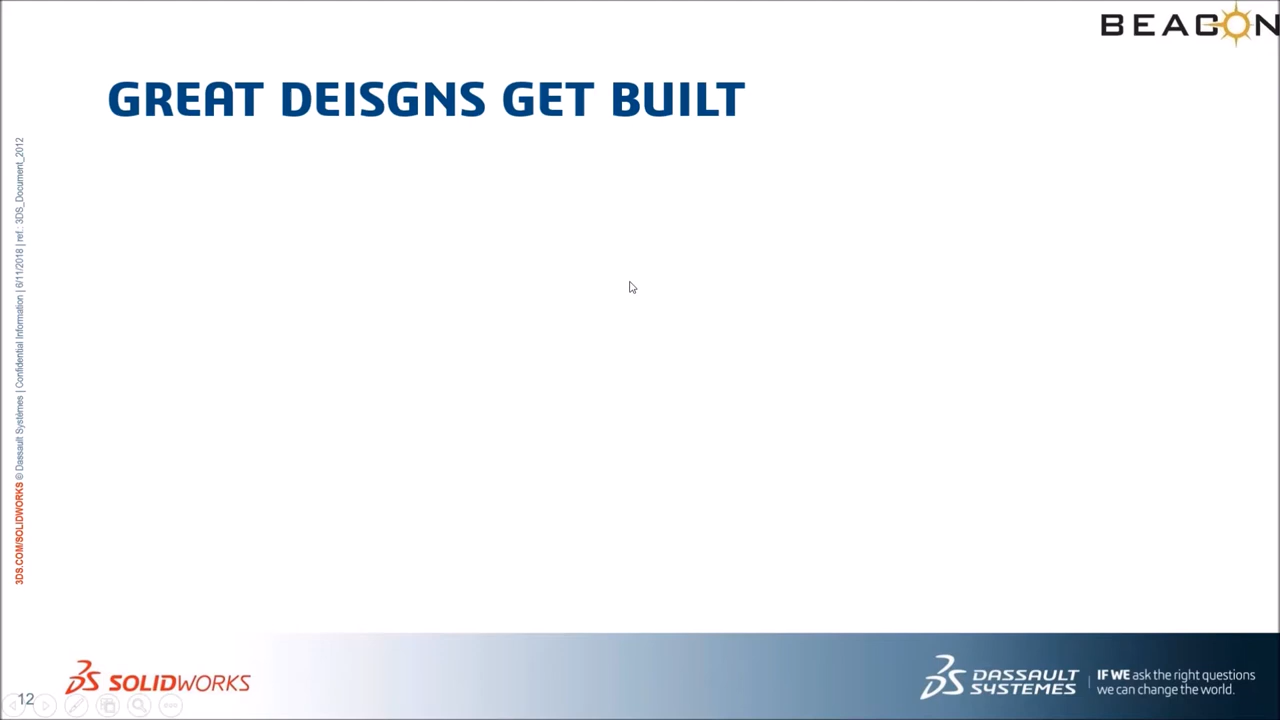 BEACON
GREAT DEISGNS GET BUILT
3DS.COM/SOLIDWORKS © Dassault Systèmes | Confidential Information | 6/11/2018 | ref.: 3DS_Document_2012
12
SOLIDWORKS
DASSAULT
SYSTEMES
IF WE ask the right questions
we can change the world.